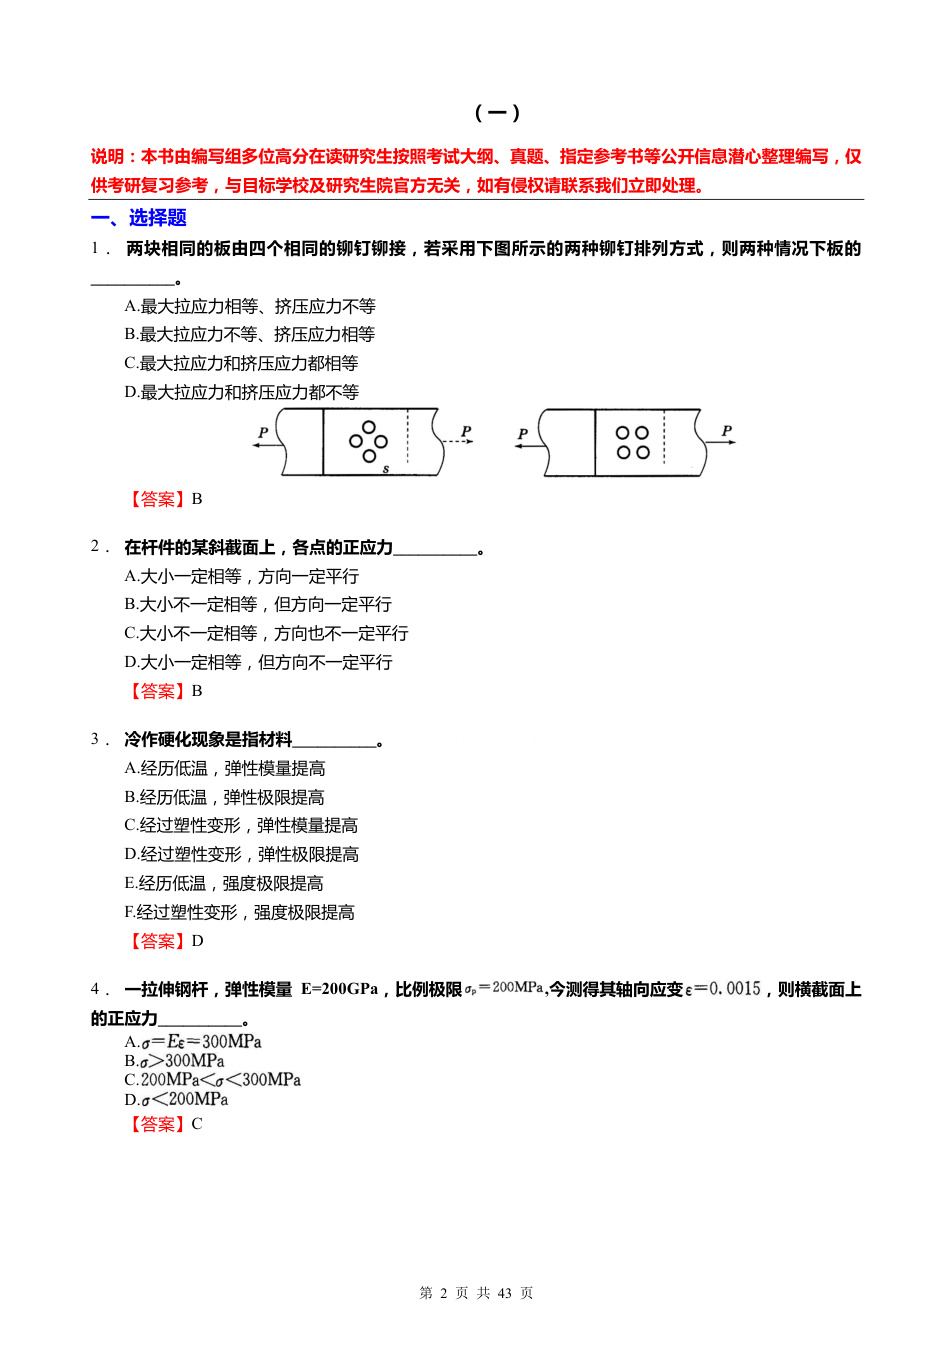 （一）
说明：本书由编写组多位高分在读研究生按照考试大纲、真题、指定参考书等公开信息潜心整理编写，仅
供考研复习参考，与目标学校及研究生院官方无关，如有侵权请联系我们立即处理。
一、选择题
1． 两块相同的板由四个相同的铆钉铆接，若采用下图所示的两种铆钉排列方式，则两种情况下板的
__________。
A.最大拉应力相等、挤压应力不等
B.最大拉应力不等、挤压应力相等
C.最大拉应力和挤压应力都相等
D.最大拉应力和挤压应力都不等
P P s P P
【答案】B
2． 在杆件的某斜截面上，各点的正应力__________。
A.大小一定相等，方向一定平行
B.大小不一定相等，但方向一定平行
C.大小不一定相等，方向也不一定平行
D.大小一定相等，但方向不一定平行
【答案】B
3． 冷作硬化现象是指材料__________。
A.经历低温，弹性模量提高
B.经历低温，弹性极限提高
C.经过塑性变形，弹性模量提高
D.经过塑性变形，弹性极限提高
E.经历低温，强度极限提高
F.经过塑性变形，强度极限提高
【答案】D
4． 一拉伸钢杆，弹性模量 E=200GPa，比例极限σp=200MPa,今测得其轴向应变ε=0.0015，则横截面上
的正应力__________。
A.σ=Eε=300MPa
B.σ>300MPa
C.200MPa<σ<300MPa
D.σ<200MPa
【答案】C
第 2 页 共 43 页